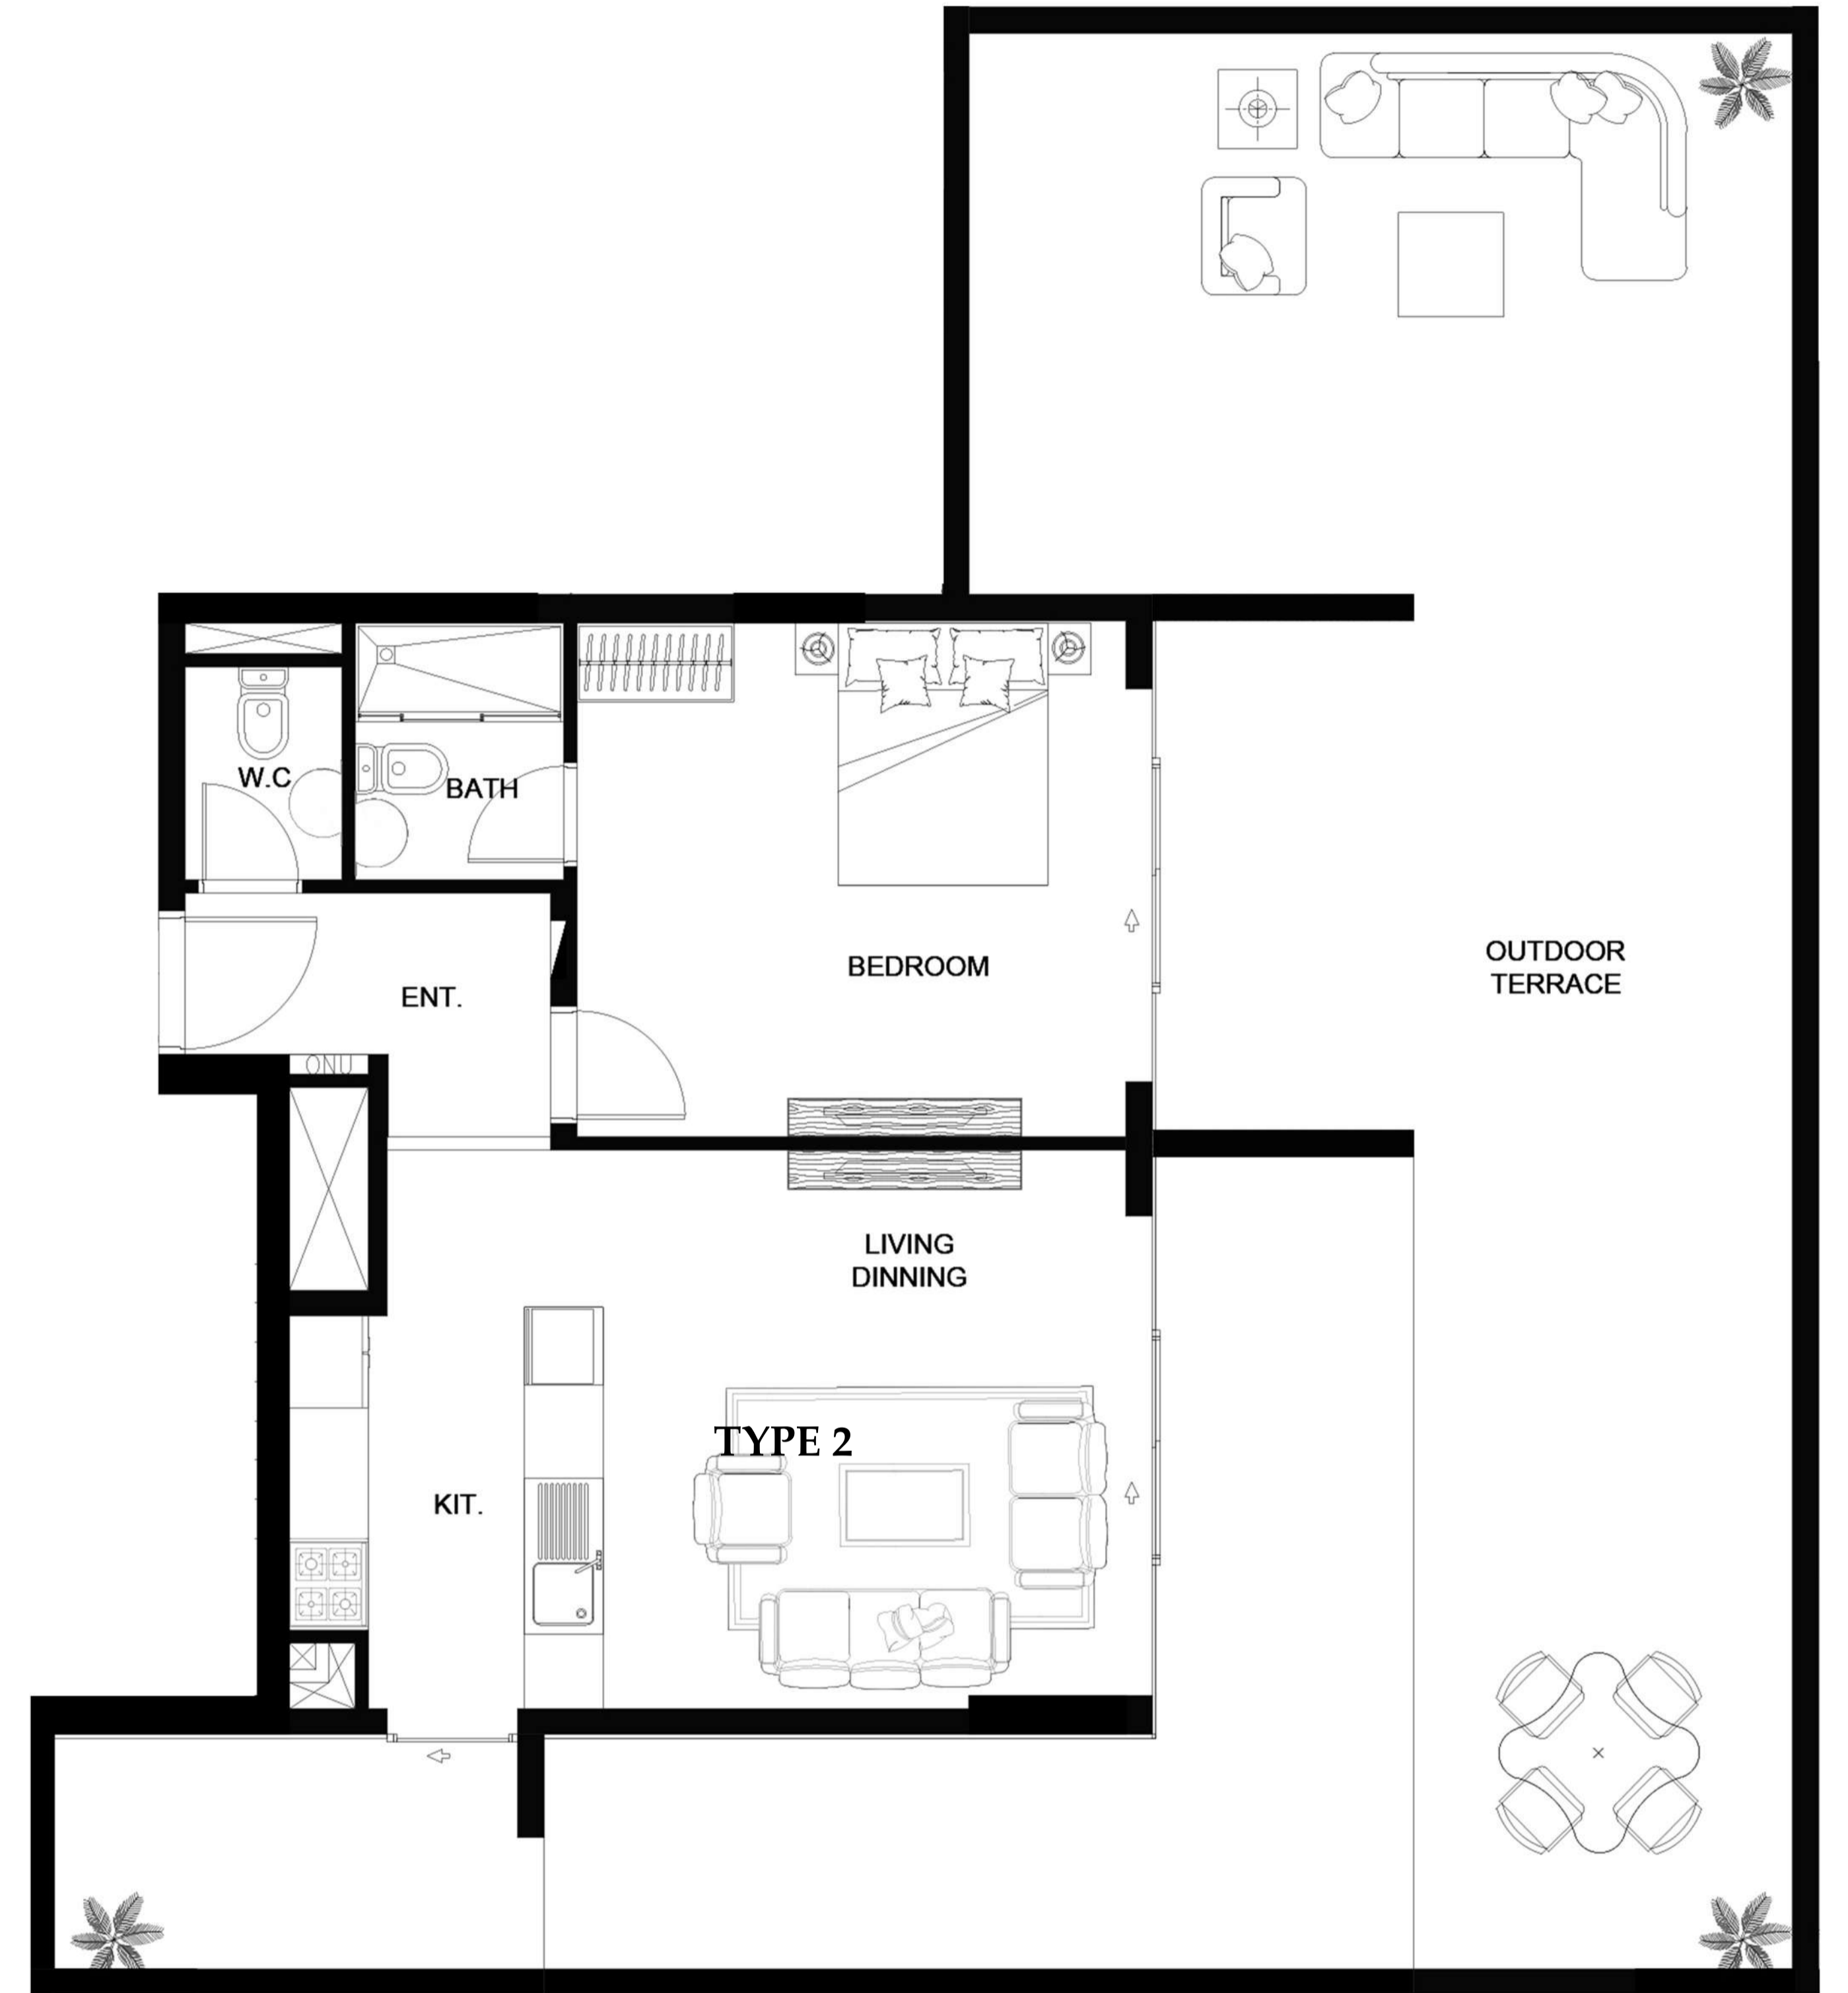 W.C
BATH
BEDROOM
OUTDOOR
TERRACE
ENT.
ONU
LIVING
DINNING
TYPE 2
KIT.